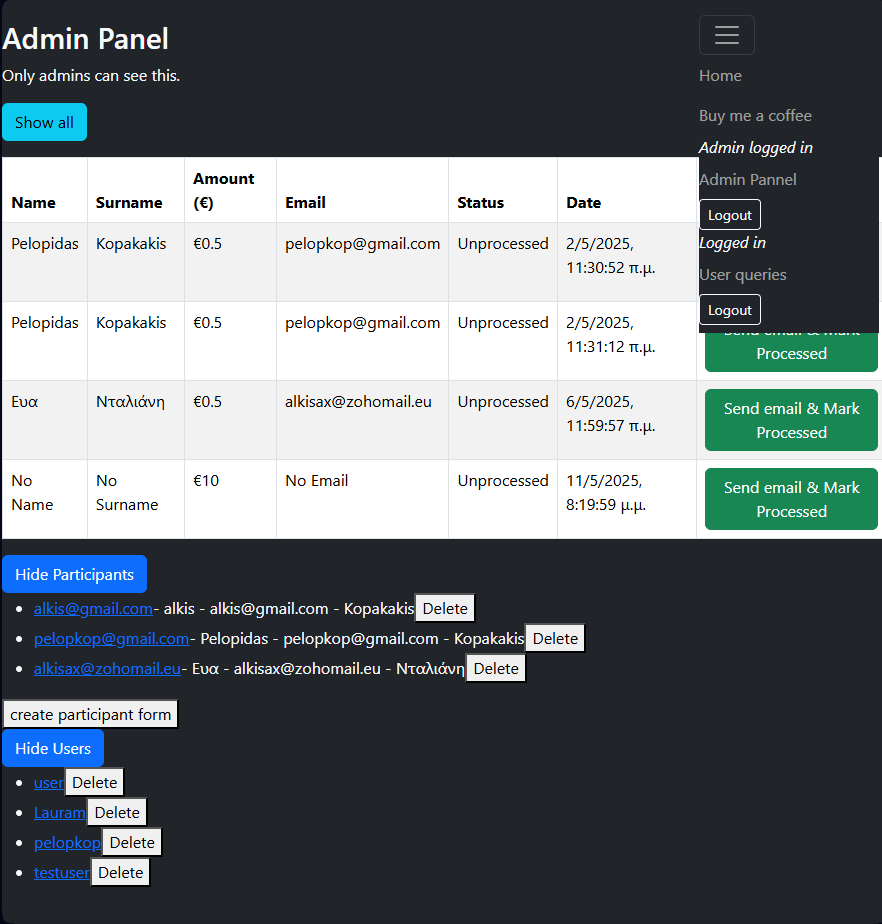 Admin Panel
Only admins can see this.
Show all
Home
Buy me a coffee
Admin logged in
Admin Pannel
Logout
Logged in
User queries
Logout
Name Surname Amount (€) Email Status Date
Pelopidas Kopakakis €0.5 pelopkop@gmail.com Unprocessed 2/5/2025,
11:30:52 π.μ.
Pelopidas Kopakakis €0.5 pelopkop@gmail.com Unprocessed 2/5/2025,
11:31:12 π.μ.
Send email & Mark
Processed
Ευα Νταλιάνη €0.5 alkisax@zohomail.eu Unprocessed 6/5/2025,
11:59:57 π.μ.
Send email & Mark
Processed
No Name No Surname €10 No Email Unprocessed 11/5/2025,
8:19:59 μ.μ.
Send email & Mark
Processed
Hide Participants
alkis@gmail.com- alkis - alkis@gmail.com - Kopakakis Delete
pelopkop@gmail.com- Pelopidas - pelopkop@gmail.com - Kopakakis Delete
alkisax@zohomail.eu- Ευα - alkisax@zohomail.eu - Νταλιάνη Delete
create participant form
Hide Users
user Delete
Lauram Delete
pelopkop Delete
testuser Delete